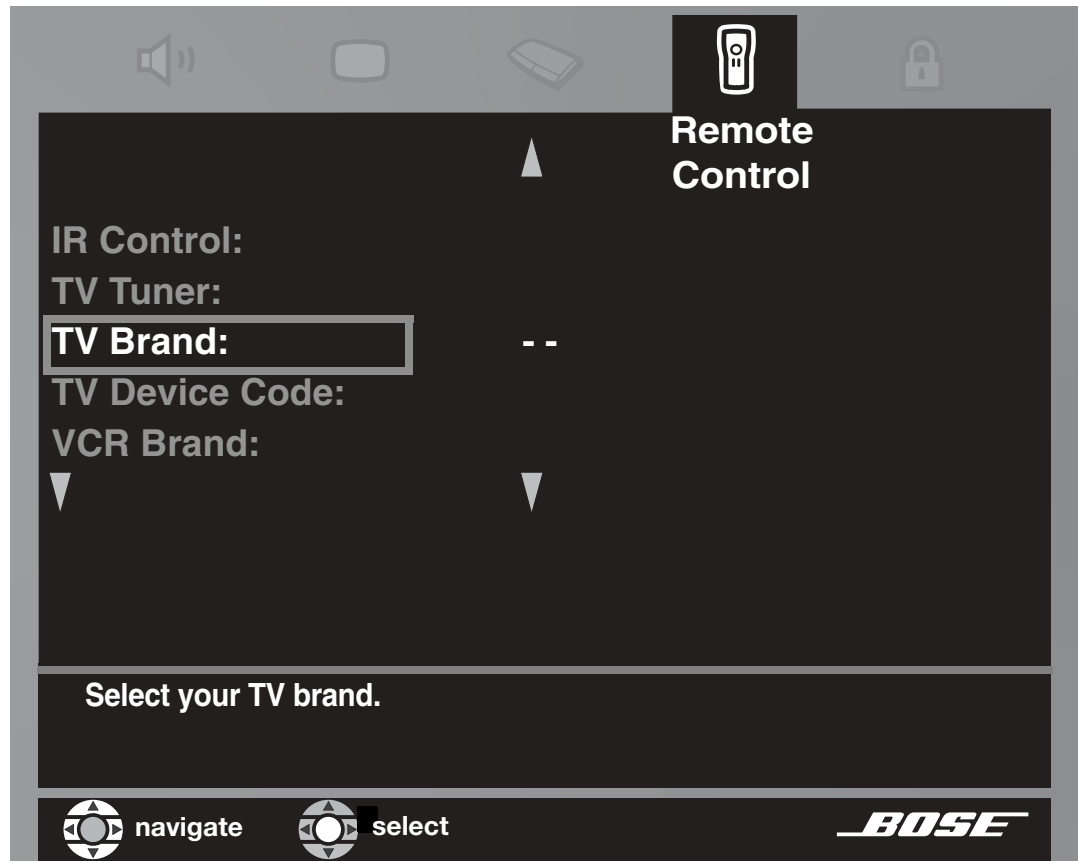 Remote
Control
IR Control:
TV Tuner:
TV Brand: - -
TV Device Code:
VCR Brand:
Select your TV brand.
navigate select BOSE